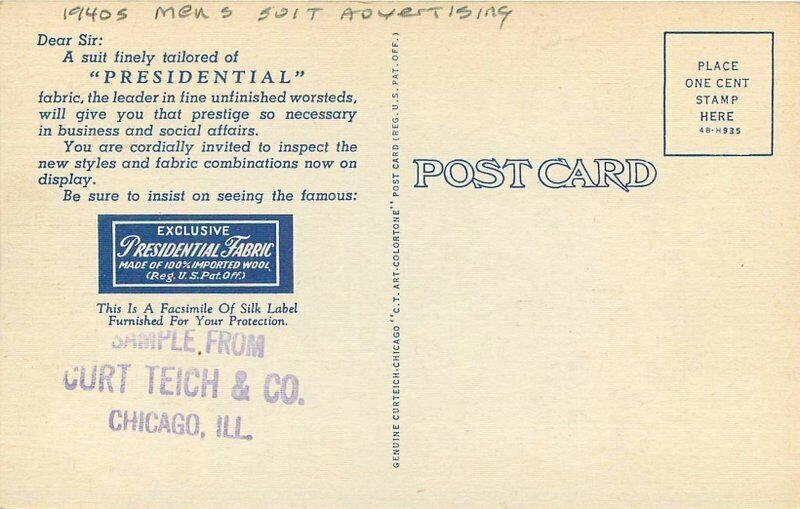 1940s Mens Suit Advertising
Dear Sir:
A suit finely tailored of
"PRESIDENTIAL"
fabric, the leader in fine unfinished worsteds,
will give you that prestige so necessary
in business and social affairs.
You are cordially invited to inspect the
new styles and fabric combinations now on
display.
Be sure to insist on seeing the famous:
EXCLUSIVE
PRESIDENTIAL FABRIC
MADE OF 100% IMPORTED WOOL
(Reg. U.S. Pat. Off.)
This Is A Facsimile Of Silk Label
Furnished For Your Protection.
SAMPLE FROM
CURT TEICH & CO.
CHICAGO, ILL.
GENUINE CURTEICH-CHICAGO "C.T. ART-COLORTONE" POST CARD (REG. U.S. PAT. OFF.)
POST CARD
PLACE
ONE CENT
STAMP
HERE
4B-H935